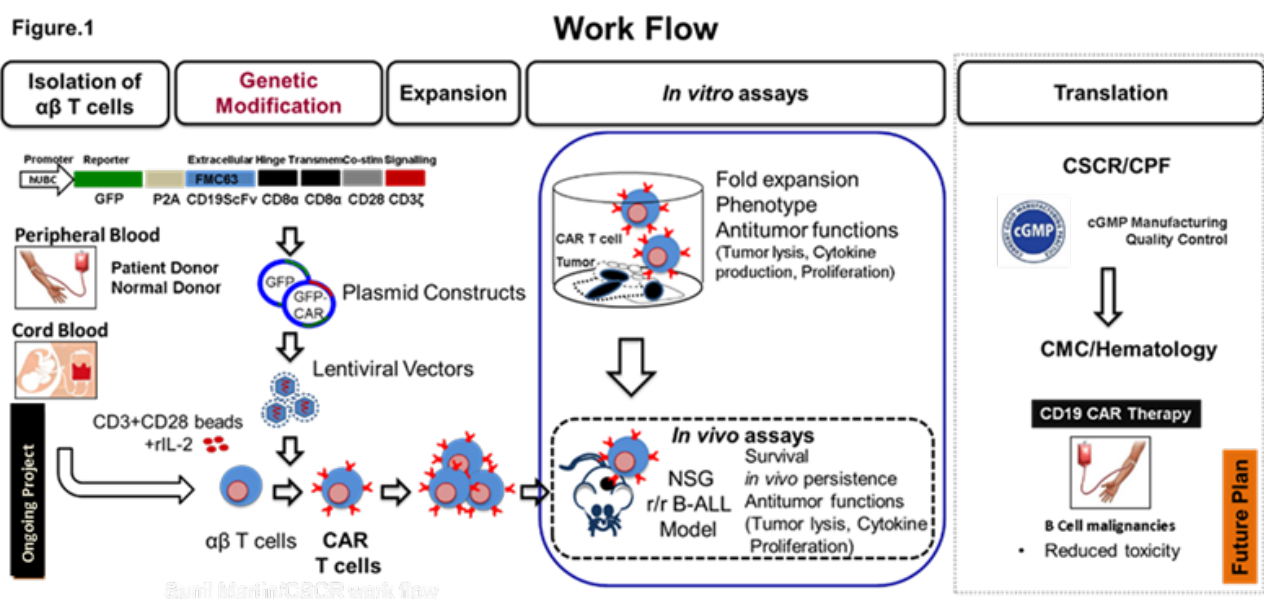 Figure.1
Work Flow
Isolation of
αβ T cells
Genetic
Modification
Expansion
In vitro assays
Translation
Promoter Reporter Extracellular Hinge Transmem Co-stim Signalling
hUBC FMC63
GFP P2A CD19ScFv CD8α CD8α CD28 CD3ζ
Peripheral Blood
Patient Donor
Normal Donor
Cord Blood
GFP
GFP-
CAR
Plasmid Constructs
Lentiviral Vectors
CD3+CD28 beads
+rIL-2
Ongoing Project
αβ T cells
CAR
T cells
CAR T cell
Tumor
Fold expansion
Phenotype
Antitumor functions
(Tumor lysis, Cytokine
production, Proliferation)
In vivo assays
NSG
r/r B-ALL
Model
Survival
in vivo persistence
Antitumor functions
(Tumor lysis, Cytokine
Proliferation)
CSCR/CPF
cGMP
cGMP Manufacturing
Quality Control
CMC/Hematology
CD19 CAR Therapy
B Cell malignancies
• Reduced toxicity
Future Plan
Sunil Martin/CSCR work flow